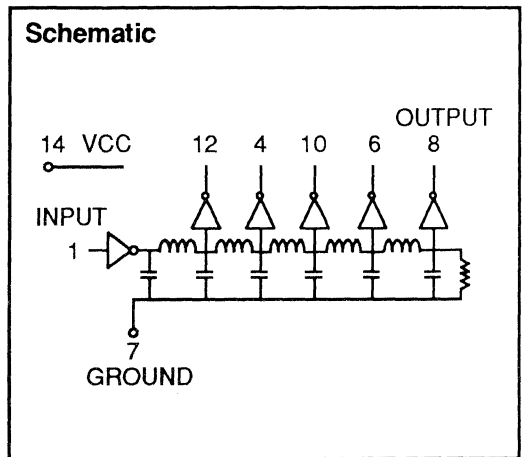 Schematic
OUTPUT
14 VCC 12 4 10 6 8
INPUT
1
7
GROUND